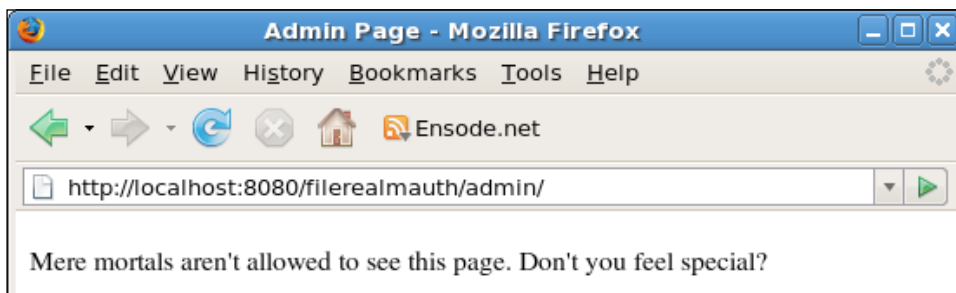 Admin Page - Mozilla Firefox
File Edit View History Bookmarks Tools Help
Ensode.net
http://localhost:8080/filerealmauth/admin/
Mere mortals aren't allowed to see this page. Don't you feel special?